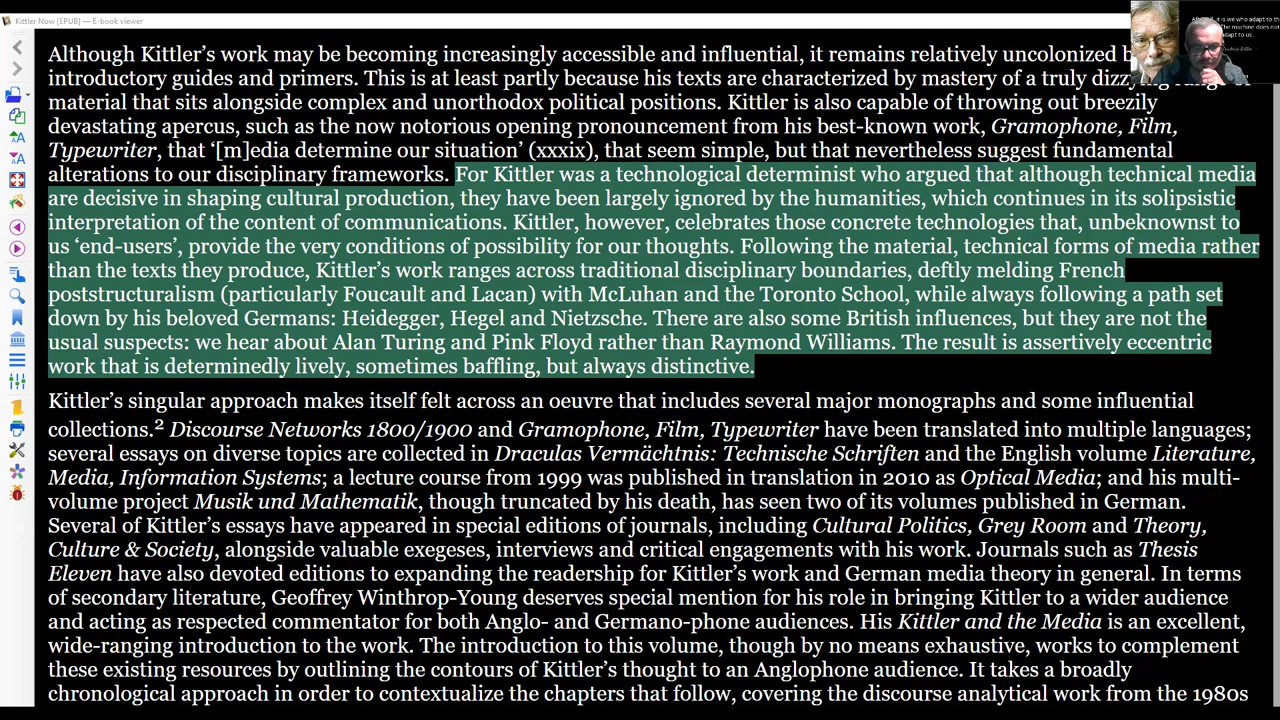 Kittler Now [EPUB] — E-book viewer
it is we who adapt to the
The machine does not
adapt to us.
Although Kittler's work may be becoming increasingly accessible and influential, it remains relatively uncolonized
introductory guides and primers. This is at least partly because his texts are characterized by mastery of a truly
material that sits alongside complex and unorthodox political positions. Kittler is also capable of throwing out breezily
devastating apercus, such as the now notorious opening pronouncement from his best-known work, Gramophone, Film,
Typewriter, that '[m]edia determine our situation' (xxxix), that seem simple, but that nevertheless suggest fundamental
alterations to our disciplinary frameworks. For Kittler was a technological determinist who argued that although technical media
are decisive in shaping cultural production, they have been largely ignored by the humanities, which continues in its solipsistic
interpretation of the content of communications. Kittler, however, celebrates those concrete technologies that, unbeknownst to
us 'end-users', provide the very conditions of possibility for our thoughts. Following the material, technical forms of media rather
than the texts they produce, Kittler's work ranges across traditional disciplinary boundaries, deftly melding French
poststructuralism (particularly Foucault and Lacan) with McLuhan and the Toronto School, while always following a path set
down by his beloved Germans: Heidegger, Hegel and Nietzsche. There are also some British influences, but they are not the
usual suspects: we hear about Alan Turing and Pink Floyd rather than Raymond Williams. The result is assertively eccentric
work that is determinedly lively, sometimes baffling, but always distinctive.
Kittler's singular approach makes itself felt across an oeuvre that includes several major monographs and some influential
collections.2 Discourse Networks 1800/1900 and Gramophone, Film, Typewriter have been translated into multiple languages;
several essays on diverse topics are collected in Draculas Vermächtnis: Technische Schriften and the English volume Literature,
Media, Information Systems; a lecture course from 1999 was published in translation in 2010 as Optical Media; and his multi-
volume project Musik und Mathematik, though truncated by his death, has seen two of its volumes published in German.
Several of Kittler's essays have appeared in special editions of journals, including Cultural Politics, Grey Room and Theory,
Culture & Society, alongside valuable exegeses, interviews and critical engagements with his work. Journals such as Thesis
Eleven have also devoted editions to expanding the readership for Kittler's work and German media theory in general. In terms
of secondary literature, Geoffrey Winthrop-Young deserves special mention for his role in bringing Kittler to a wider audience
and acting as respected commentator for both Anglo- and Germano-phone audiences. His Kittler and the Media is an excellent,
wide-ranging introduction to the work. The introduction to this volume, though by no means exhaustive, works to complement
these existing resources by outlining the contours of Kittler's thought to an Anglophone audience. It takes a broadly
chronological approach in order to contextualize the chapters that follow, covering the discourse analytical work from the 1980s